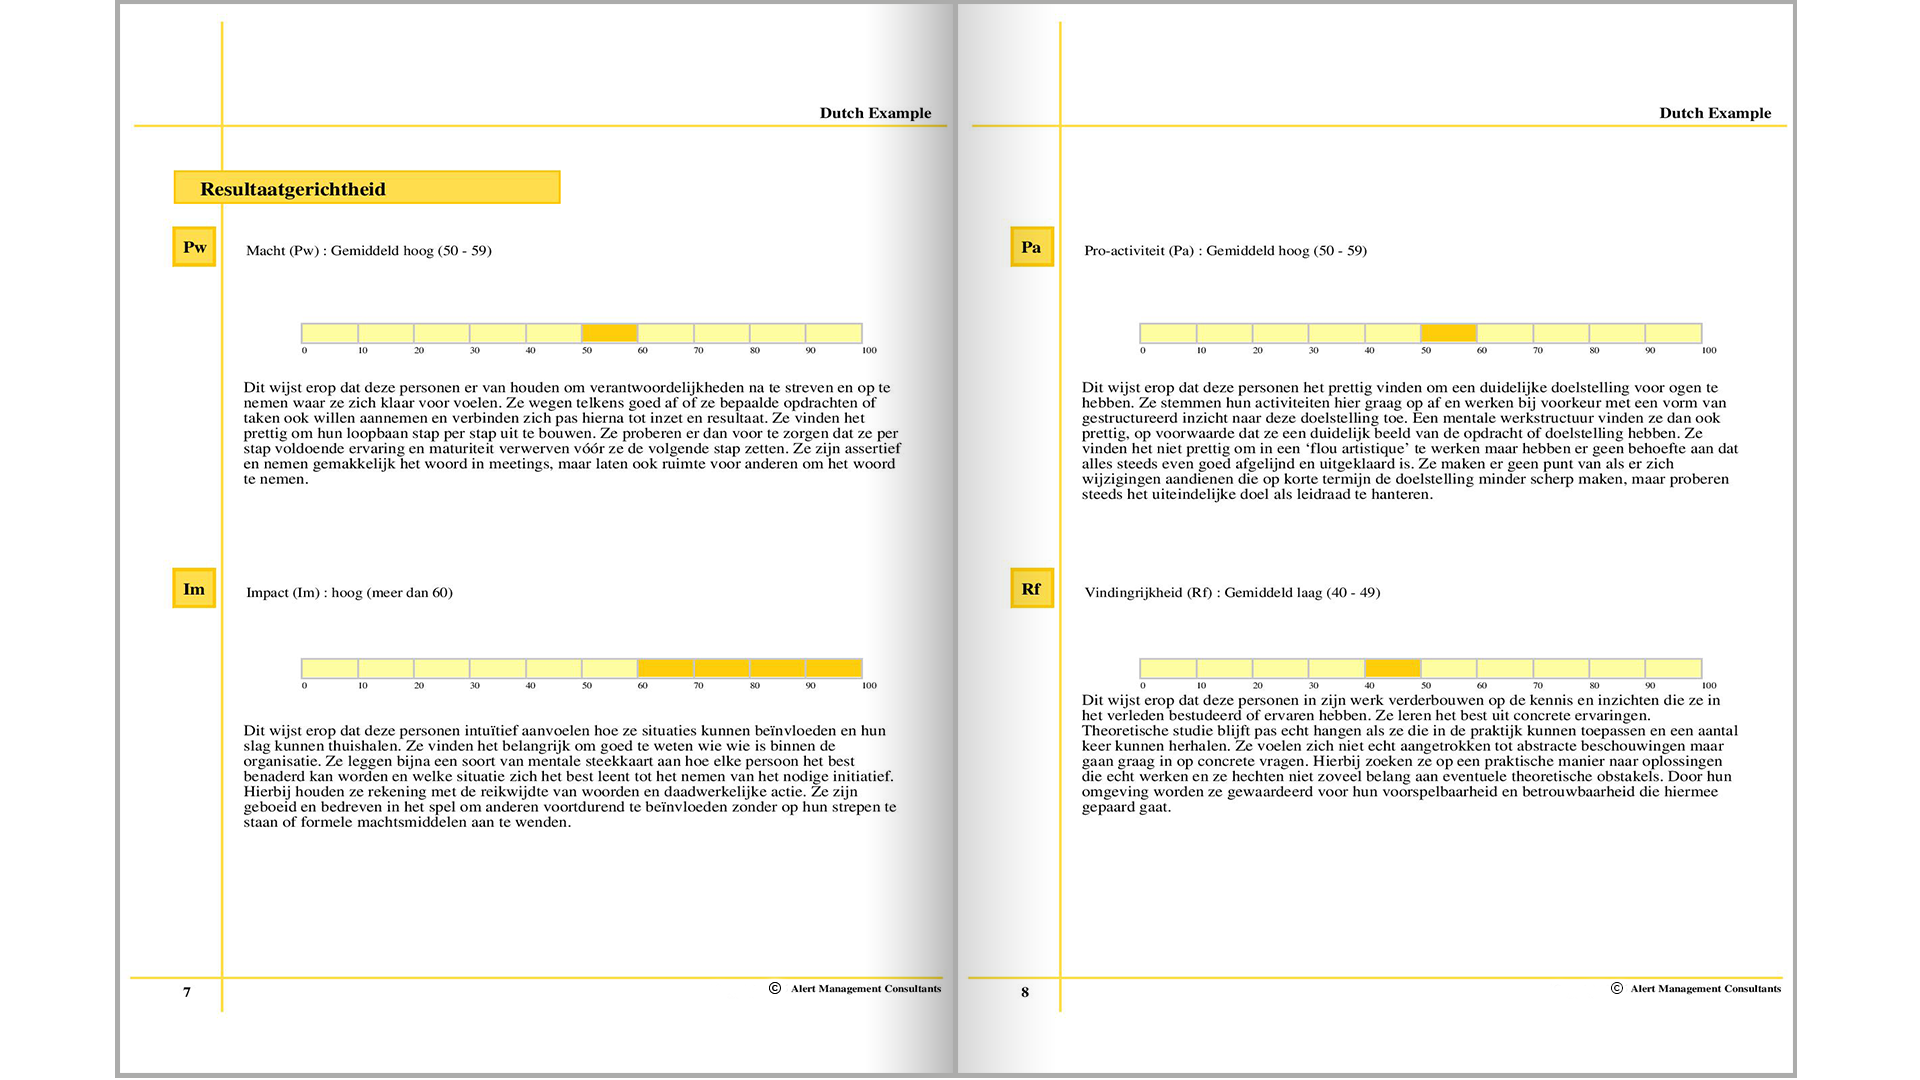 Dutch Example
Resultaatgerichtheid
Pw
Macht (Pw) : Gemiddeld hoog (50 - 59)
0 10 20 30 40 50 60 70 80 90 100
Dit wijst erop dat deze personen er van houden om verantwoordelijkheden na te streven en op te
nemen waar ze zich klaar voor voelen. Ze wegen telkens goed af of ze bepaalde opdrachten of
taken ook willen aannemen en verbinden zich pas hierna tot inzet en resultaat. Ze vinden het
prettig om hun loopbaan stap per stap uit te bouwen. Ze proberen er dan voor te zorgen dat ze per
stap voldoende ervaring en maturiteit verwerven vóór ze de volgende stap zetten. Ze zijn assertief
en nemen gemakkelijk het woord in meetings, maar laten ook ruimte voor anderen om het woord
te nemen.
Im
Impact (Im) : hoog (meer dan 60)
0 10 20 30 40 50 60 70 80 90 100
Dit wijst erop dat deze personen intuïtief aanvoelen hoe ze situaties kunnen beïnvloeden en hun
slag kunnen thuishalen. Ze vinden het belangrijk om goed te weten wie wie is binnen de
organisatie. Ze leggen bijna een soort van mentale steekkaart aan hoe elke persoon het best
benaderd kan worden en welke situatie zich het best leent tot het nemen van het nodige initiatief.
Hierbij houden ze rekening met de reikwijdte van woorden en daadwerkelijke actie. Ze zijn
geboeid en bedreven in het spel om anderen voortdurend te beïnvloeden zonder op hun strepen te
staan of formele machtsmiddelen aan te wenden.
7
© Alert Management Consultants
Dutch Example
Pa
Pro-activiteit (Pa) : Gemiddeld hoog (50 - 59)
0 10 20 30 40 50 60 70 80 90 100
Dit wijst erop dat deze personen het prettig vinden om een duidelijke doelstelling voor ogen te
hebben. Ze stemmen hun activiteiten hier graag op af en werken bij voorkeur met een vorm van
gestructureerd inzicht naar deze doelstelling toe. Een mentale werkstructuur vinden ze dan ook
prettig, op voorwaarde dat ze een duidelijk beeld van de opdracht of doelstelling hebben. Ze
vinden het niet prettig om in een ‘flou artistique’ te werken maar hebben er geen behoefte aan dat
alles steeds even goed afgelijnd en uitgeklaard is. Ze maken er geen punt van als er zich
wijzigingen aandienen die op korte termijn de doelstelling minder scherp maken, maar proberen
steeds het uiteindelijke doel als leidraad te hanteren.
Rf
Vindingrijkheid (Rf) : Gemiddeld laag (40 - 49)
0 10 20 30 40 50 60 70 80 90 100
Dit wijst erop dat deze personen in zijn werk verderbouwen op de kennis en inzichten die ze in
het verleden bestudeerd of ervaren hebben. Ze leren het best uit concrete ervaringen.
Theoretische studie blijft pas echt hangen als ze die in de praktijk kunnen toepassen en een aantal
keer kunnen herhalen. Ze voelen zich niet echt aangetrokken tot abstracte beschouwingen maar
gaan graag in op concrete vragen. Hierbij zoeken ze op een praktische manier naar oplossingen
die echt werken en ze hechten niet zoveel belang aan eventuele theoretische obstakels. Door hun
omgeving worden ze gewaardeerd voor hun voorspelbaarheid en betrouwbaarheid die hiermee
gepaard gaat.
8
© Alert Management Consultants